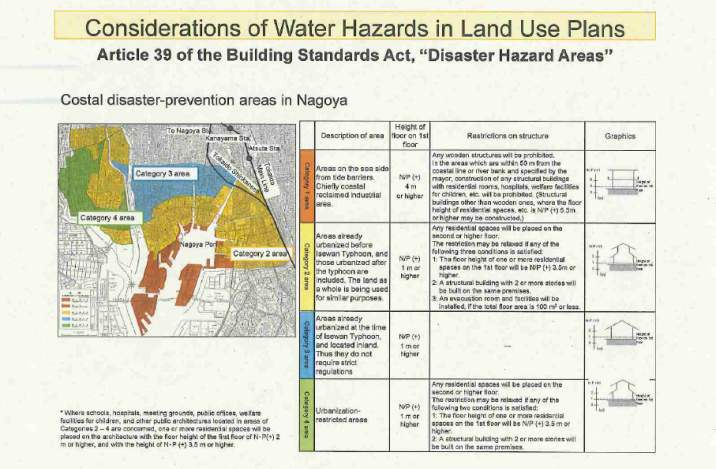 Considerations of Water Hazards in Land Use Plans
Article 39 of the Building Standards Act, “Disaster Hazard Areas”
Costal disaster-prevention areas in Nagoya
To Nagoya Sta.
Kanayama Sta.
Atsuta Sta.
Tokaido Shinkansen
Tokaido
Main Line
Category 3 area
Category 4 area
Nagoya Port
Category 2 area
Description of area
Height of
floor on 1st
floor
Restrictions on structure
Graphics
Category 1 area
Areas on the sea side
from tide barriers.
Chiefly coastal
reclaimed industrial
area.
N/P (+)
4 m
or higher
Any wooden structures will be prohibited.
Is the areas which are within 50 m from the
coastal line or river bank and specified by the
mayor, construction of any structural buildings
with residential rooms, hospitals, welfare facilities
for children, etc. will be prohibited. (Structural
buildings other than wooden ones, where the floor
height of residential spaces, etc. is N/P (+) 5.5m
or higher may be constructed.)
Category 2 area
Areas already
urbanized before
Isewan Typhoon, and
those urbanized after
the typhoon are
included. The land as
a whole is being used
for similar purposes.
N/P (+)
1 m or
higher
Any residential spaces will be placed on the
second or higher floor.
The restriction may be relaxed if any of the
following three conditions is satisfied:
1: The floor height of one or more residential
spaces on the 1st floor will be N/P (+) 3.5m or
higher.
2: A structural building with 2 or more stories will
be built on the same premises.
3: An evacuation room and facilities will be
installed, if the total floor area is 100 m² or less.
Category 3 area
Areas already
urbanized at the time
of Isewan Typhoon,
and located inland.
Thus they do not
require strict
regulations
N/P (+)
1 m or
higher
—
Category 4 area
Urbanization-
restricted areas
N/P (+)
1 m or
higher
Any residential spaces will be placed on the
second or higher floor.
The restriction may be relaxed if any of the
following two conditions is satisfied:
1: The floor height of one or more residential
spaces on the 1st floor will be N/P (+) 3.5 m or
higher.
2: A structural building with 2 or more stories will
be built on the same premises.
* Where schools, hospitals, meeting grounds, public offices, welfare
facilities for children, and other public architectures located in areas of
Categories 2 – 4 are concerned, one or more residential spaces will be
placed on the architecture with the floor height of the first floor of N·P(+) 2
m or higher, and with the height of N·P (+) 3.5 m or higher.